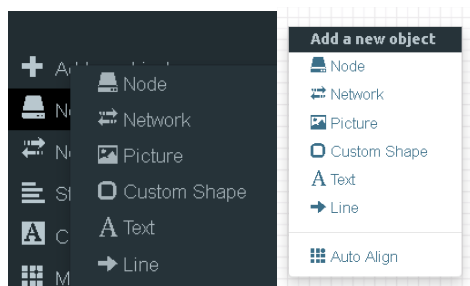 Node
Network
Picture
Custom Shape
Text
Line
Add a new object
Node
Network
Picture
Custom Shape
Text
Line
Auto Align